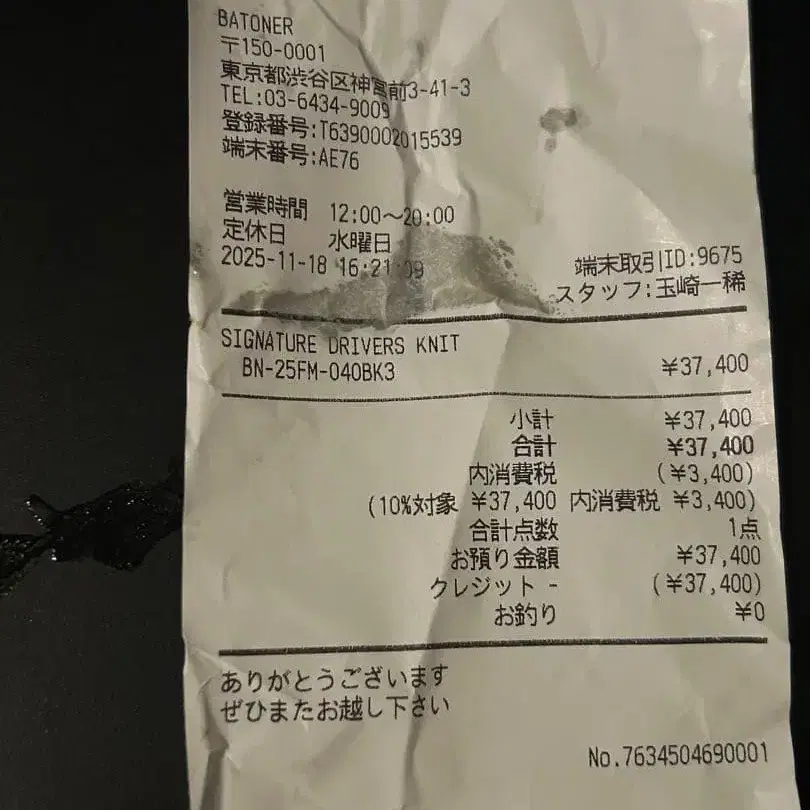 BATONER
〒150-0001
東京都渋谷区神宮前3-41-3
TEL:03-6434-9009
登録番号:T6390002015539
端末番号:AE76
営業時間 12:00～20:00
定休日 水曜日
2025-11-18 16:21:09 端末取引ID:9675
スタッフ:玉崎一稀
SIGNATURE DRIVERS KNIT
BN-25FM-040BK3 ¥37,400
小計 ¥37,400
合計 ¥37,400
内消費税 (¥3,400)
(10%対象 ¥37,400 内消費税 ¥3,400)
合計点数 1点
お預り金額 ¥37,400
クレジット - (¥37,400)
お釣り ¥0
ありがとうございます
ぜひまたお越し下さい
No.7634504690001